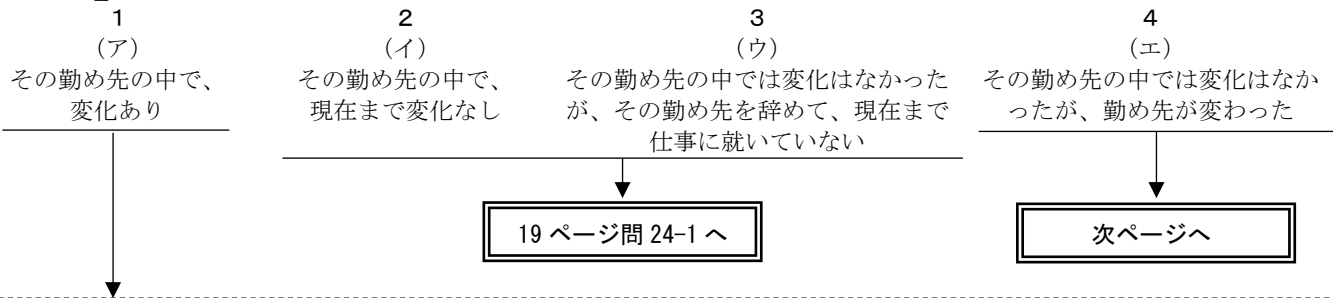 1
(ア)
その勤め先の中で、
変化あり
2
(イ)
その勤め先の中で、
現在まで変化なし
3
(ウ)
その勤め先の中では変化はなかった
が、その勤め先を辞めて、現在まで
仕事に就いていない
4
(エ)
その勤め先の中では変化はなか
ったが、勤め先が変わった
19 ページ問 24-1 へ
次ページへ